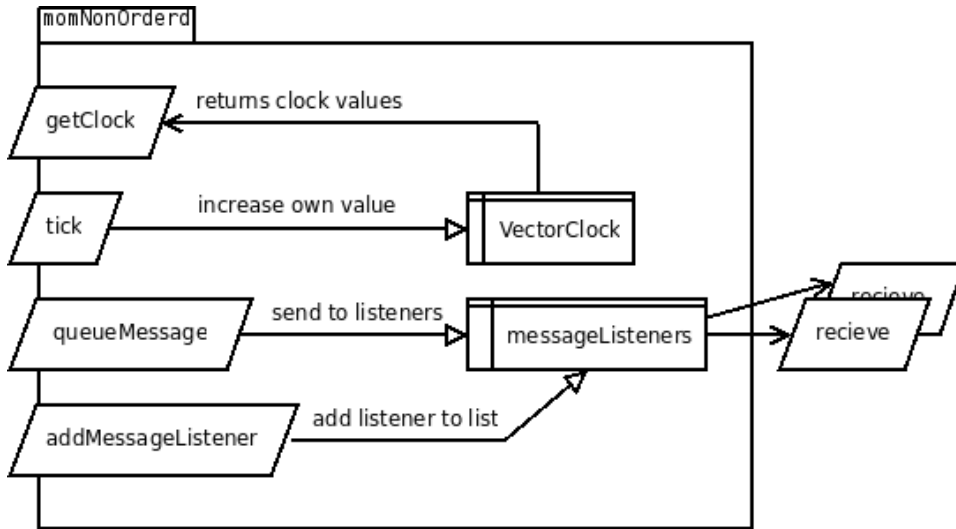 momNonOrderd
returns clock values
getClock
increase own value
tick
VectorClock
recieve
send to listeners
queueMessage
messageListeners
recieve
add listener to list
addMessageListener